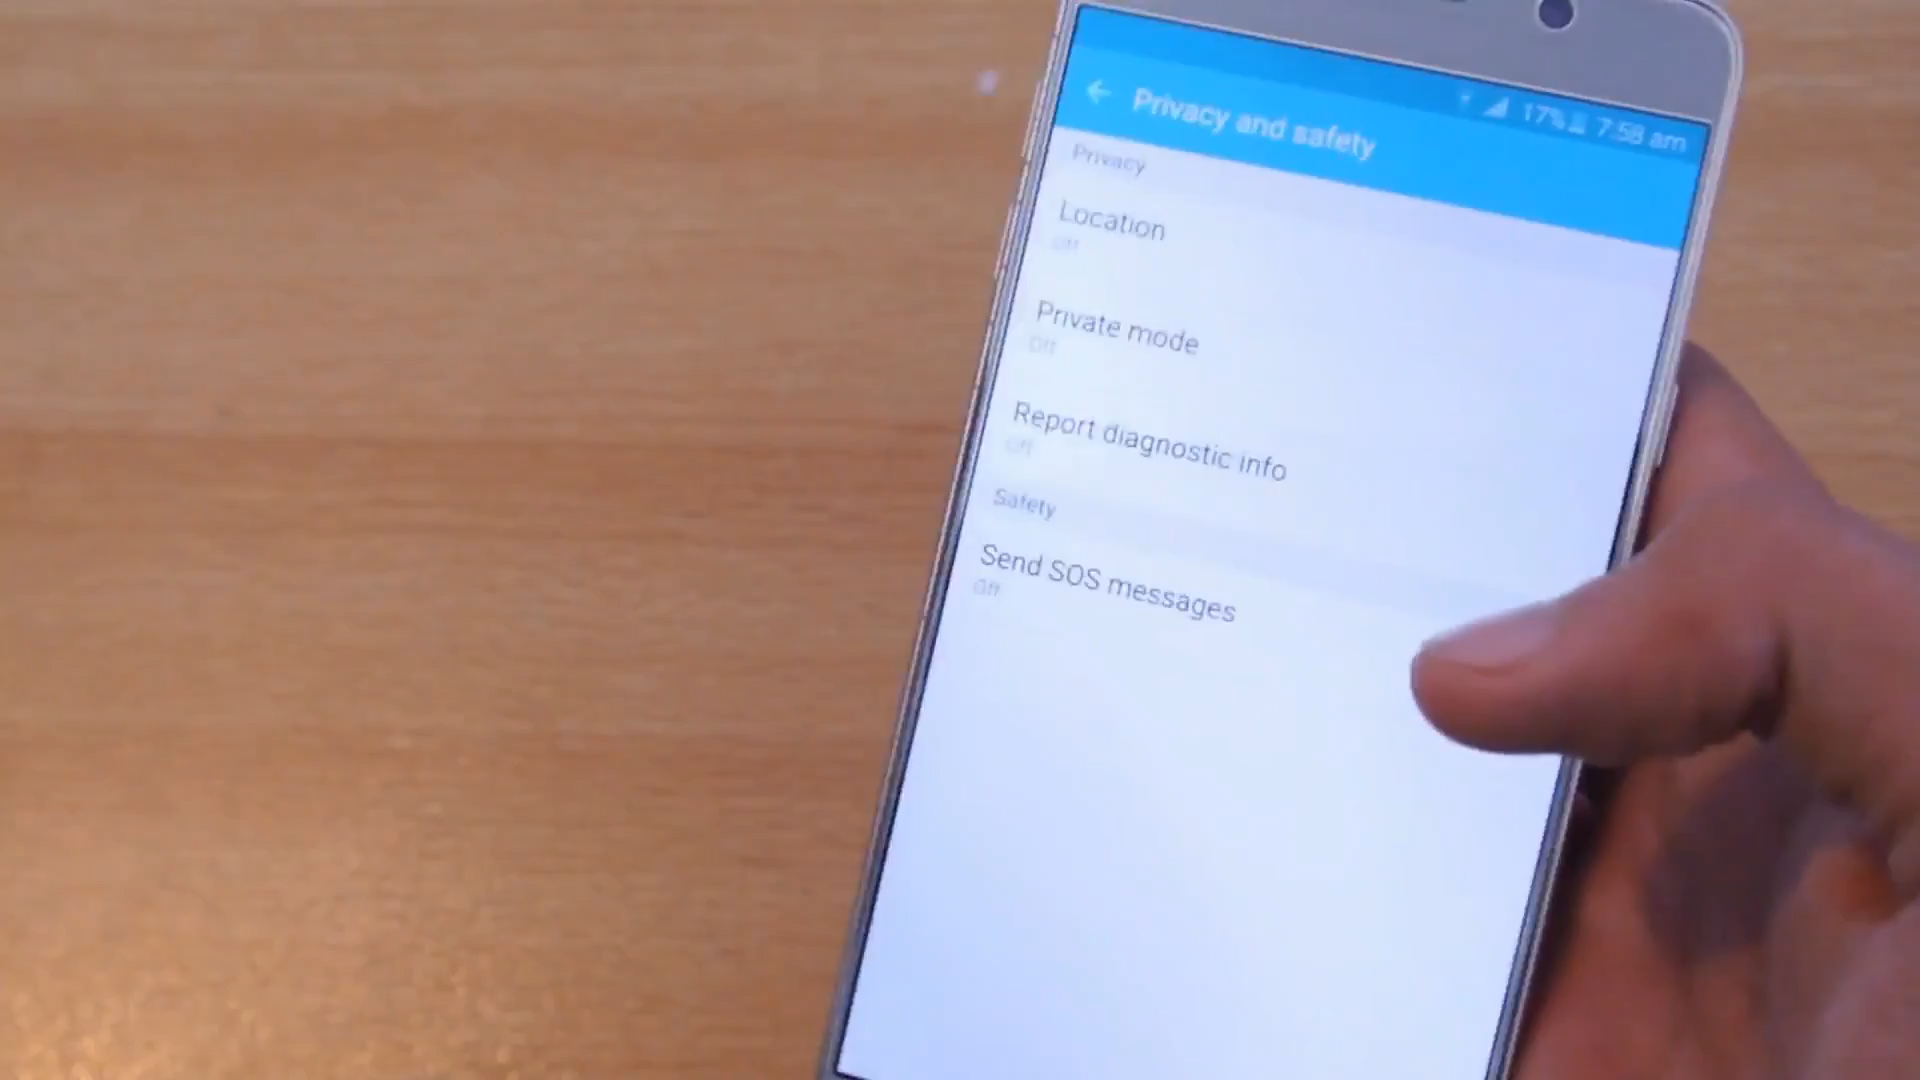 17% 7:58 am
Privacy and safety
Privacy
Location
Off
Private mode
Off
Report diagnostic info
Off
Safety
Send SOS messages
Off